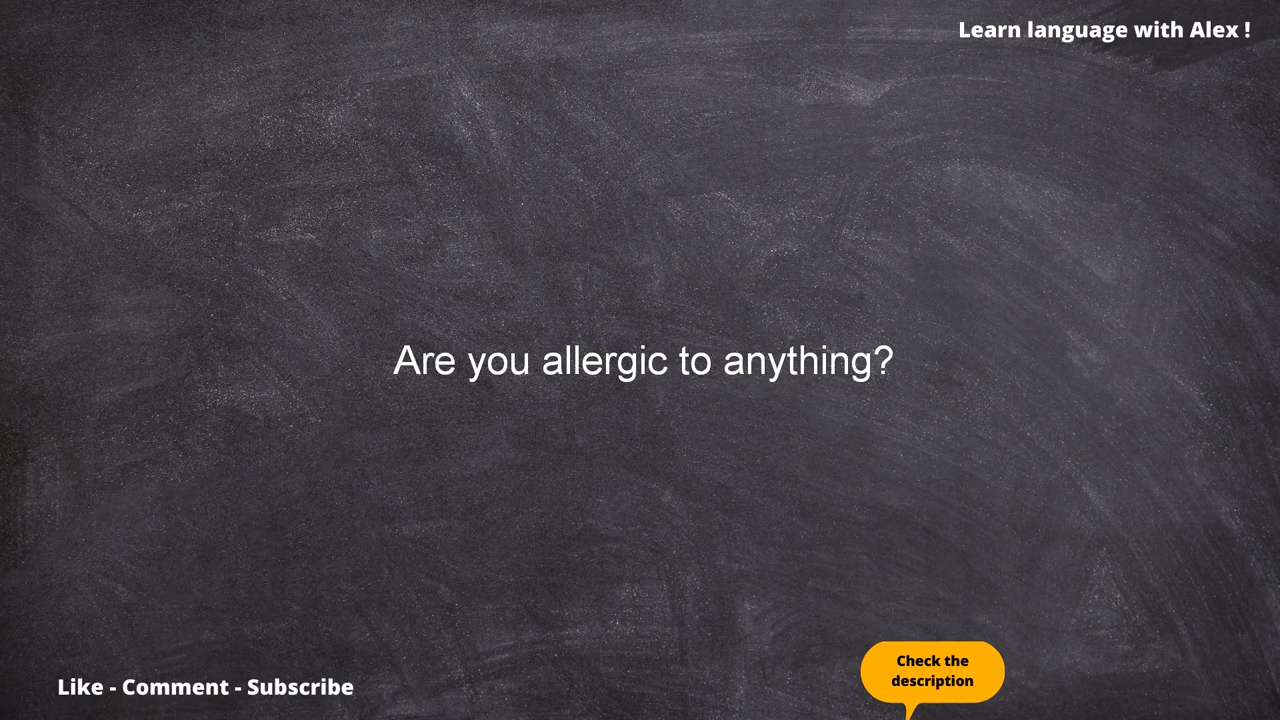 Learn language with Alex !
Are you allergic to anything?
Check the
description
Like - Comment - Subscribe